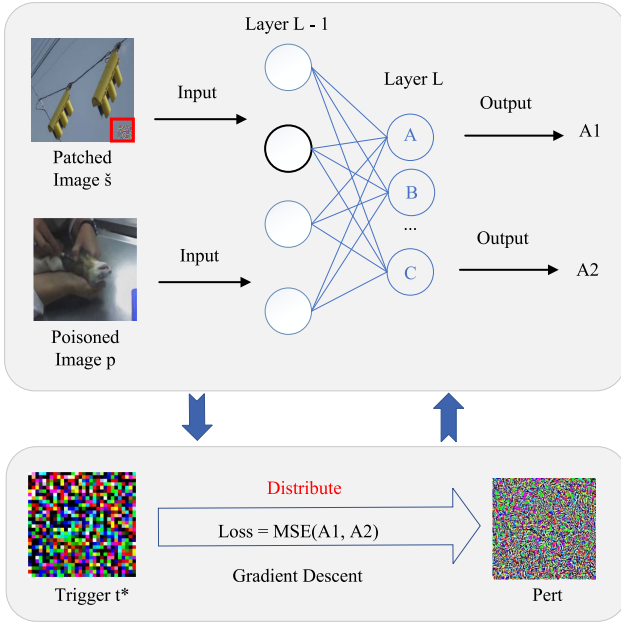 Layer L - 1
Layer L
Input
Output
A
A1
Patched
Image š
B
...
Input
Output
C
A2
Poisoned
Image p
Distribute
Loss = MSE(A1, A2)
Gradient Descent
Trigger t*
Pert